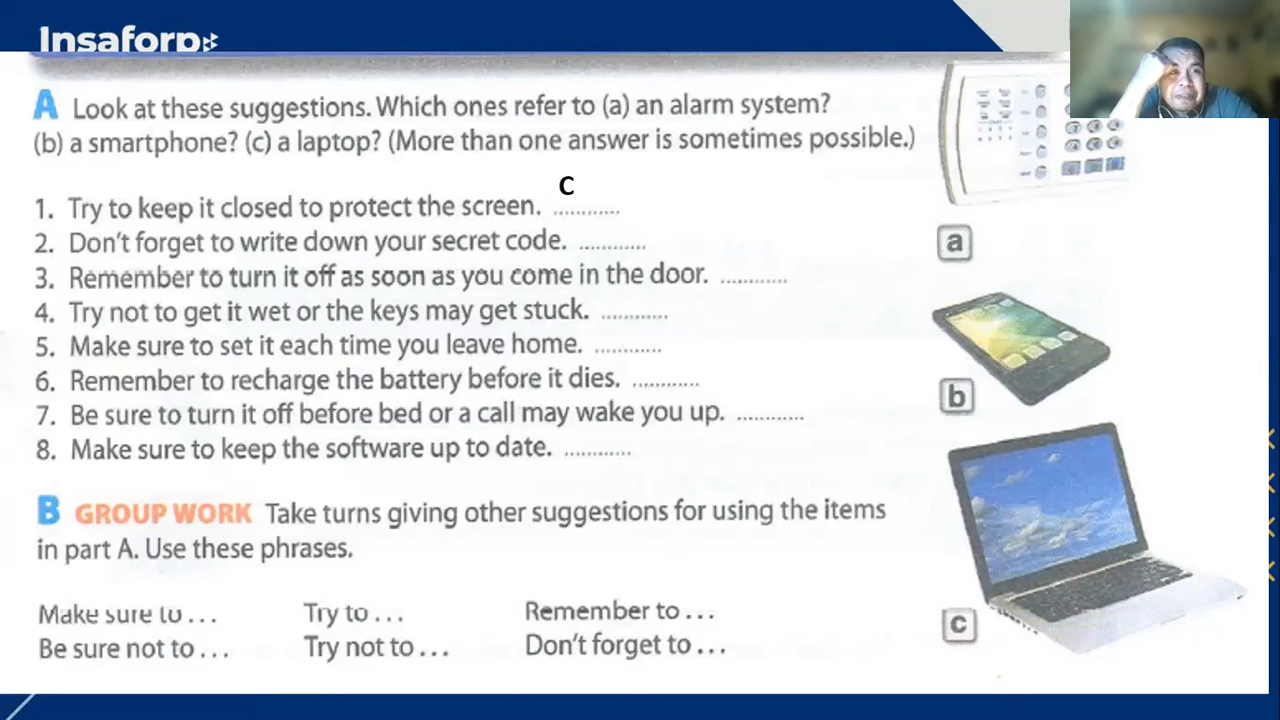 Insaforp
A Look at these suggestions. Which ones refer to (a) an alarm system?
(b) a smartphone? (c) a laptop? (More than one answer is sometimes possible.)
C
1. Try to keep it closed to protect the screen. ............
2. Don't forget to write down your secret code. ............
3. Remember to turn it off as soon as you come in the door. ............
4. Try not to get it wet or the keys may get stuck. ............
5. Make sure to set it each time you leave home. ............
6. Remember to recharge the battery before it dies. ............
7. Be sure to turn it off before bed or a call may wake you up. ............
8. Make sure to keep the software up to date. ............
a
b
c
B GROUP WORK Take turns giving other suggestions for using the items
in part A. Use these phrases.
Make sure to ... Try to ... Remember to ...
Be sure not to ... Try not to ... Don't forget to ...